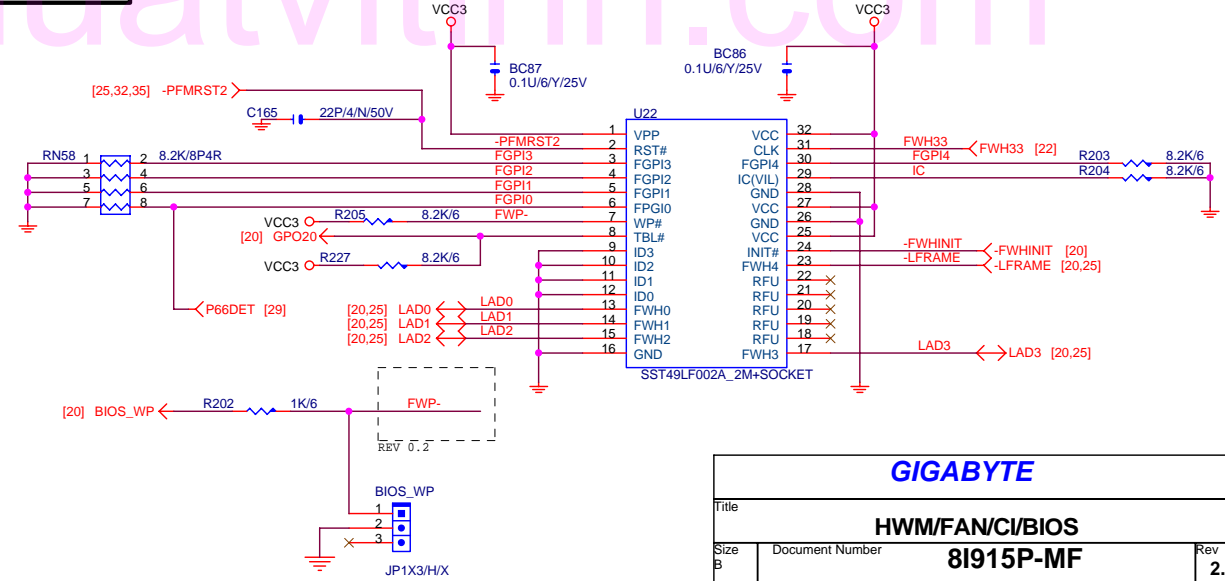 VCC3
VCC3
BC87
0.1U/6/Y/25V
BC86
0.1U/6/Y/25V
[25,32,35] -PFMRST2
C165 22P/4/N/50V
U22
1 VPP VCC 32
-PFMRST2 2 RST# CLK 31 FWH33 FWH33 [22]
RN58 1 2 8.2K/8P4R FGPI3 3 FGPI3 FGPI4 30 FGPI4 R203 8.2K/6
3 4 FGPI2 4 FGPI2 IC(VIL) 29 IC R204 8.2K/6
5 6 FGPI1 5 FGPI1 GND 28
7 8 FGPI0 6 FPGI0 VCC 27
VCC3 R205 8.2K/6 FWP- 7 WP# GND 26
[20] GPO20 8 TBL# VCC 25
VCC3 R227 8.2K/6 9 ID3 INIT# 24 -FWHINIT -FWHINIT [20]
10 ID2 FWH4 23 -LFRAME -LFRAME [20,25]
11 ID1 RFU 22
12 ID0 RFU 21
P66DET [29] [20,25] LAD0 LAD0 13 FWH0 RFU 20
[20,25] LAD1 LAD1 14 FWH1 RFU 19
[20,25] LAD2 LAD2 15 FWH2 RFU 18
16 GND FWH3 17 LAD3 LAD3 [20,25]
SST49LF002A_2M+SOCKET
[20] BIOS_WP R202 1K/6 FWP-
REV 0.2
BIOS_WP
1
2
3
JP1X3/H/X
GIGABYTE
Title
HWM/FAN/CI/BIOS
Size Document Number Rev
B 8I915P-MF 2.